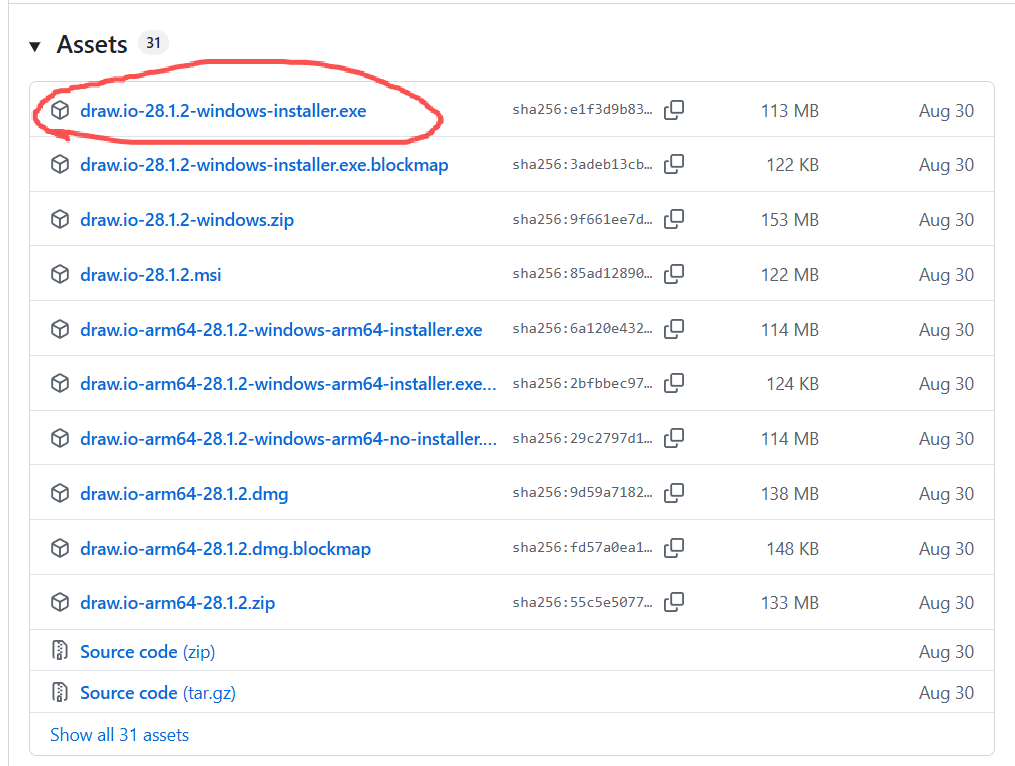 Assets 31
draw.io-28.1.2-windows-installer.exe sha256:e1f3d9b83… 113 MB Aug 30
draw.io-28.1.2-windows-installer.exe.blockmap sha256:3adeb13cb… 122 KB Aug 30
draw.io-28.1.2-windows.zip sha256:9f661ee7d… 153 MB Aug 30
draw.io-28.1.2.msi sha256:85ad12890… 122 MB Aug 30
draw.io-arm64-28.1.2-windows-arm64-installer.exe sha256:6a120e432… 114 MB Aug 30
draw.io-arm64-28.1.2-windows-arm64-installer.exe… sha256:2bfbbec97… 124 KB Aug 30
draw.io-arm64-28.1.2-windows-arm64-no-installer.… sha256:29c2797d1… 114 MB Aug 30
draw.io-arm64-28.1.2.dmg sha256:9d59a7182… 138 MB Aug 30
draw.io-arm64-28.1.2.dmg.blockmap sha256:fd57a0ea1… 148 KB Aug 30
draw.io-arm64-28.1.2.zip sha256:55c5e5077… 133 MB Aug 30
Source code (zip) Aug 30
Source code (tar.gz) Aug 30
Show all 31 assets